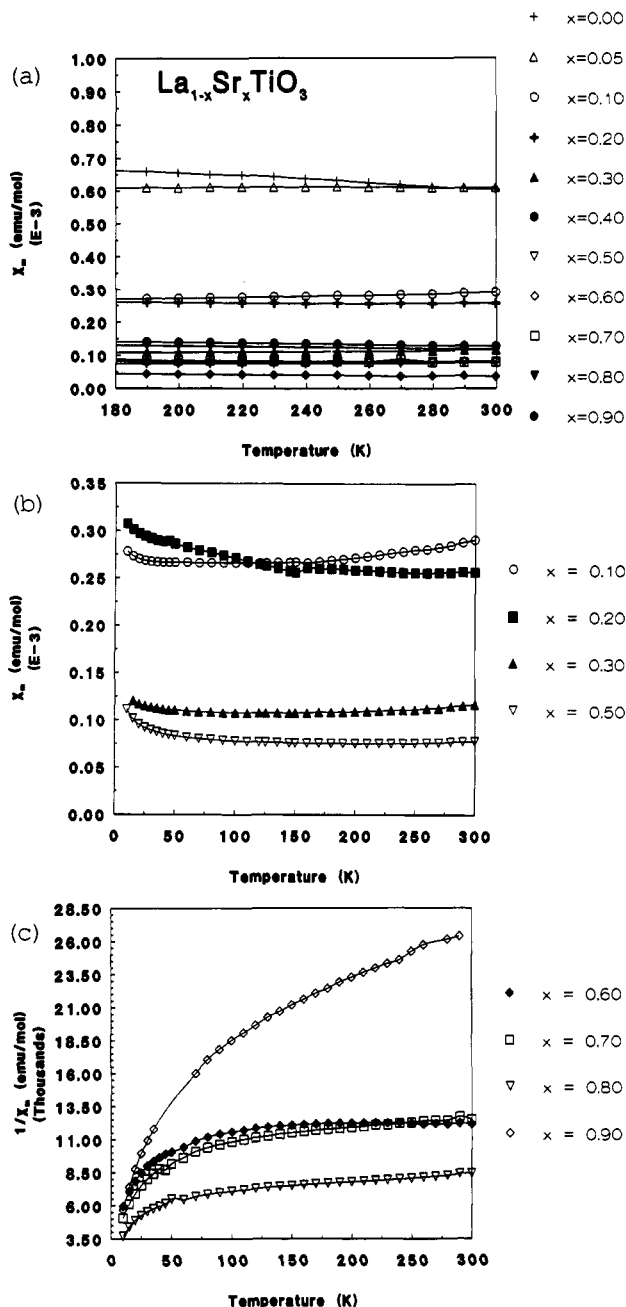 (a)
La1-xSrxTiO3
1.00
0.90
0.80
0.70
0.60
0.50
0.40
0.30
0.20
0.10
0.00
Xm (emu/mol)
(E-3)
180 200 220 240 260 280 300
Temperature (K)
x=0.00
x=0.05
x=0.10
x=0.20
x=0.30
x=0.40
x=0.50
x=0.60
x=0.70
x=0.80
x=0.90
(b)
0.35
0.30
0.25
0.20
0.15
0.10
0.05
0.00
Xm (emu/mol)
(E-3)
0 50 100 150 200 250 300
Temperature (K)
x = 0.10
x = 0.20
x = 0.30
x = 0.50
(c)
28.50
26.00
23.50
21.00
18.50
16.00
13.50
11.00
8.50
6.00
3.50
1/Xm (emu/mol)
(Thousands)
0 50 100 150 200 250 300
Temperature (K)
x = 0.60
x = 0.70
x = 0.80
x = 0.90